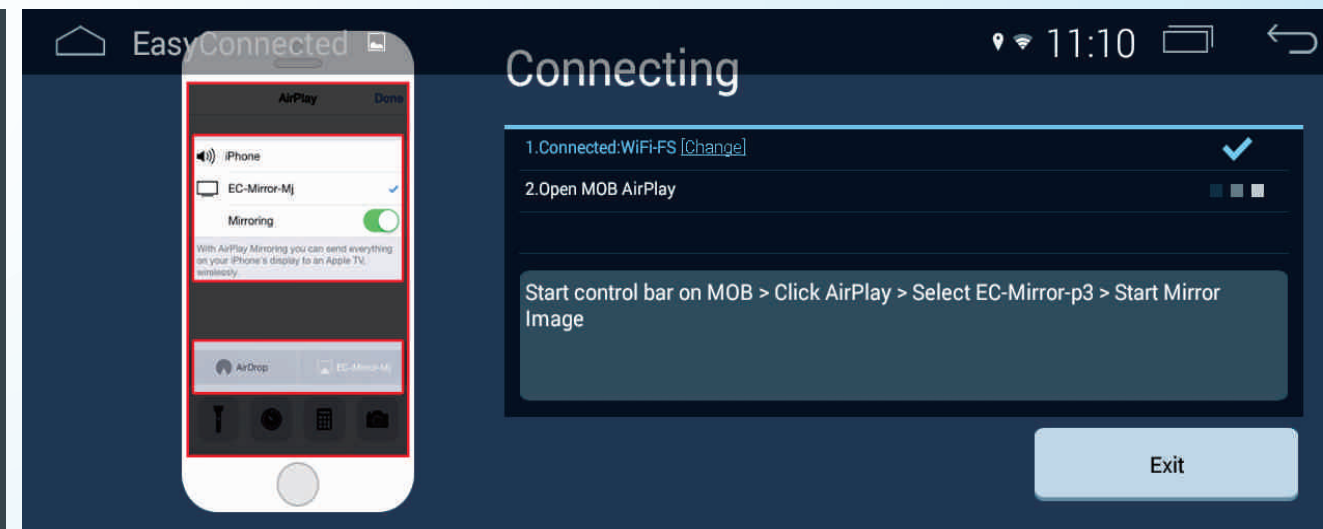 EasyConnected
11:10
AirPlay Done
iPhone
EC-Mirror-Mj
Mirroring
With AirPlay Mirroring you can send everything
on your iPhone's display to an Apple TV,
wirelessly.
AirDrop EC-Mirror-Mj
Connecting
1.Connected:WiFi-FS [Change]
2.Open MOB AirPlay
Start control bar on MOB > Click AirPlay > Select EC-Mirror-p3 > Start Mirror
Image
Exit